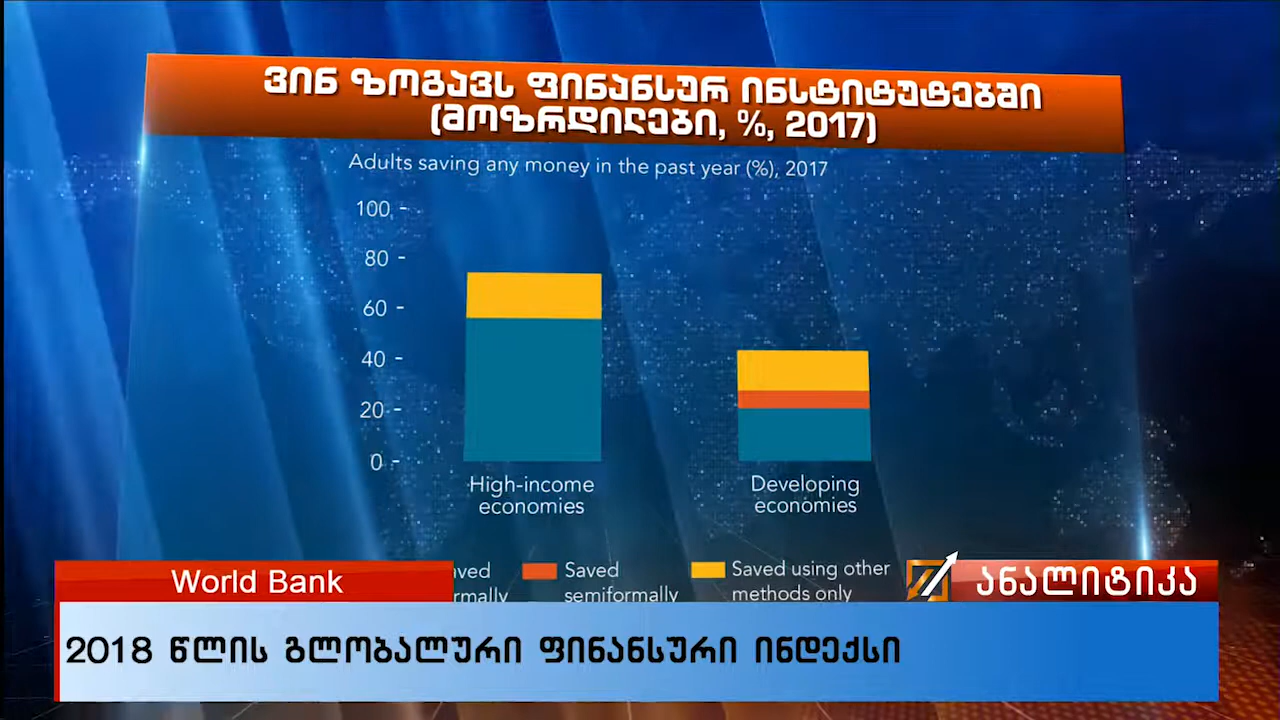 ვინ ზოგავს ფინანსურ ინსტიტუტებში
(მოზრდილები, %, 2017)
Adults saving any money in the past year (%), 2017
100
80
60
40
20
0
High-income
economies
Developing
economies
Saved
semiformally
Saved using other
methods only
World Bank
ანალიტიკა
2018 წლის გლობალური ფინანსური ინდექსი